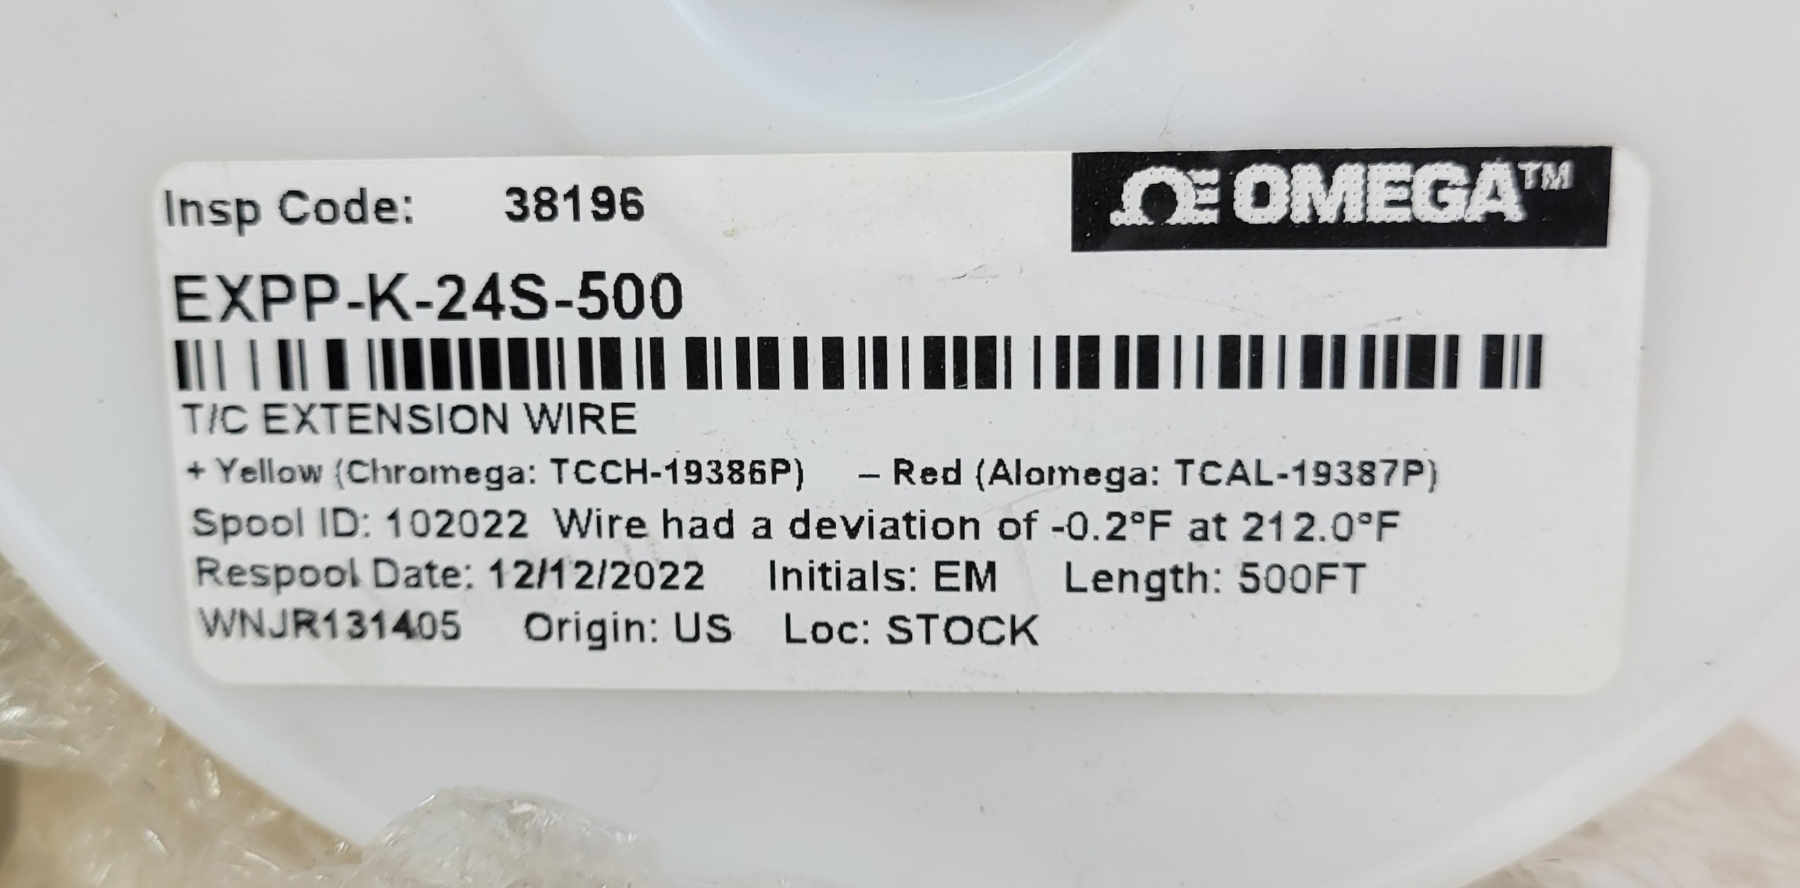 Insp Code: 38196
ΩE OMEGA™
EXPP-K-24S-500
T/C EXTENSION WIRE
+ Yellow (Chromega: TCCH-19386P) – Red (Alomega: TCAL-19387P)
Spool ID: 102022 Wire had a deviation of -0.2°F at 212.0°F
Respool Date: 12/12/2022 Initials: EM Length: 500FT
WNJR131405 Origin: US Loc: STOCK